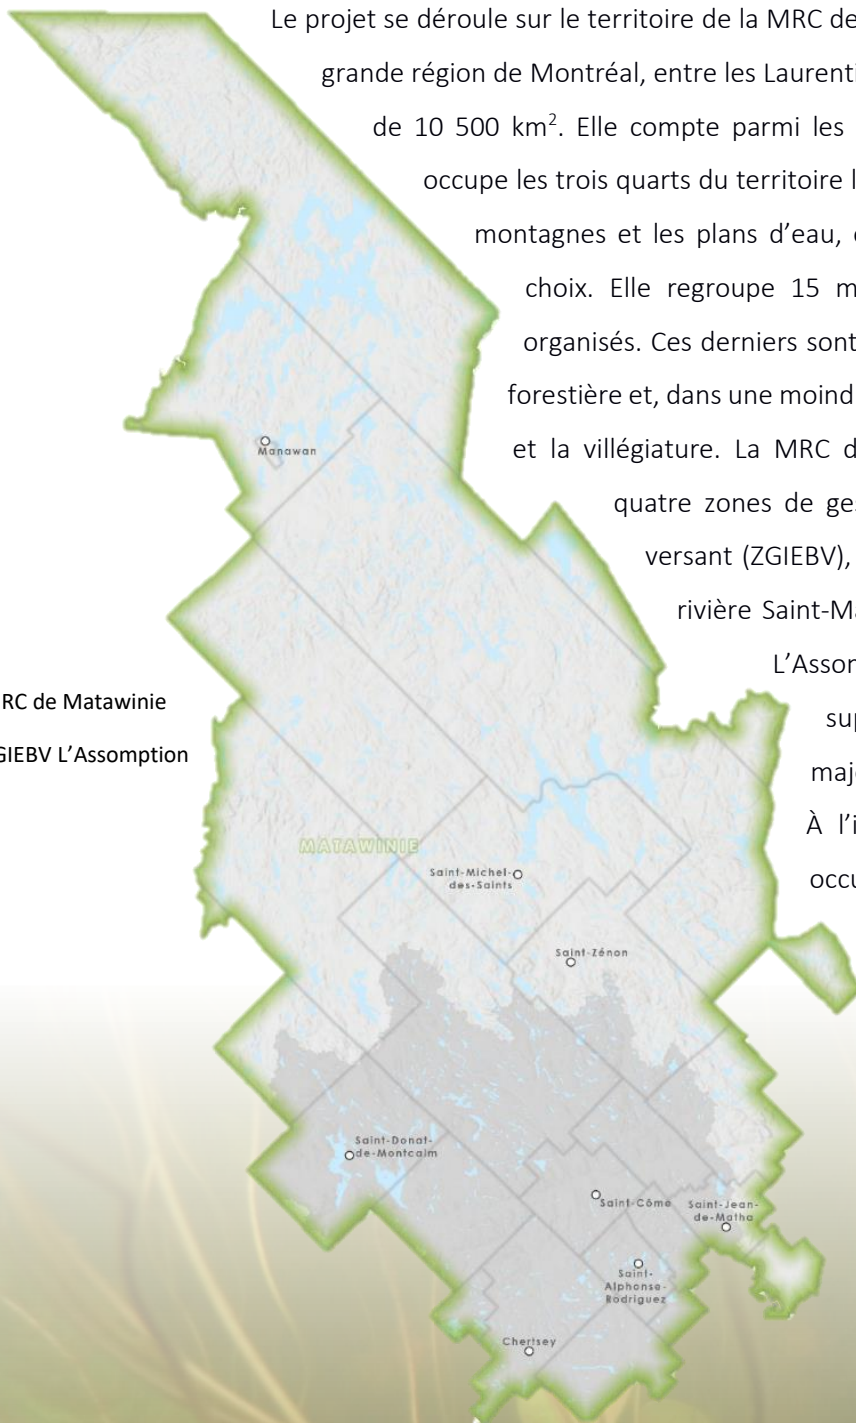 Le projet se déroule sur le territoire de la MRC de
grande région de Montréal, entre les Laurenti
de 10 500 km². Elle compte parmi les
occupe les trois quarts du territoire l
montagnes et les plans d’eau,
choix. Elle regroupe 15 m
organisés. Ces derniers sont
forestière et, dans une moind
et la villégiature. La MRC d
quatre zones de ges
versant (ZGIEBV),
rivière Saint-Ma
L’Assom
sup
maje
À l’i
occu
RC de Matawinie
GIEBV L’Assomption
Manawan
MATAWINIE
Saint-Michel-
des-Saints
Saint-Zénon
Saint-Donat-
de-Montcalm
Saint-Côme
Saint-Jean-
de-Matha
Saint-
Alphonse-
Rodriguez
Chertsey